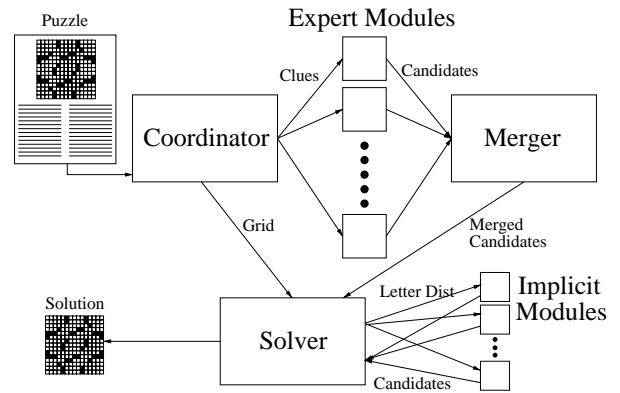 Puzzle
Expert Modules
Clues
Candidates
Coordinator
Merger
Grid
Merged
Candidates
Letter Dist
Implicit
Modules
Solution
Solver
Candidates